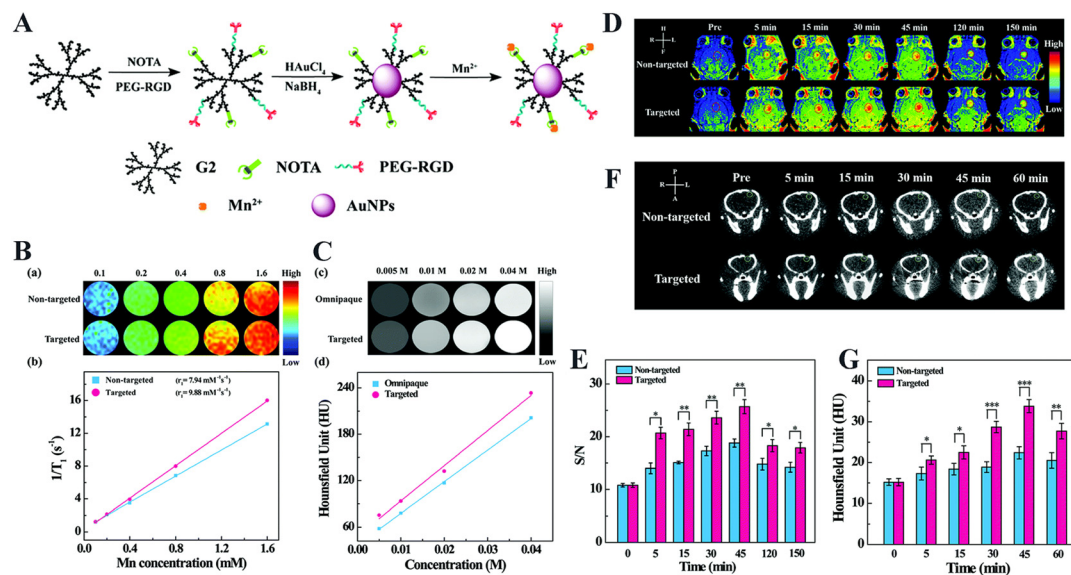 A
NOTA
PEG-RGD
HAuCl4
NaBH4
Mn2+
G2
NOTA
PEG-RGD
Mn2+
AuNPs
B
(a)
0.1 0.2 0.4 0.8 1.6
High
Non-targeted
Targeted
Low
(b)
Non-targeted (r1= 7.94 mM-1s-1)
Targeted (r1= 9.88 mM-1s-1)
1/T1 (s-1)
16
12
8
4
0
0.0 0.4 0.8 1.2 1.6
Mn concentration (mM)
C
(c)
0.005 M 0.01 M 0.02 M 0.04 M
High
Omnipaque
Targeted
Low
(d)
Omnipaque
Targeted
Hounsfield Unit (HU)
240
180
120
60
0.00 0.01 0.02 0.03 0.04
Concentration (M)
D
H
R L
F
Pre 5 min 15 min 30 min 45 min 120 min 150 min
High
Non-targeted
Targeted
Low
F
P
R L
A
Pre 5 min 15 min 30 min 45 min 60 min
Non-targeted
Targeted
E
Non-targeted
Targeted
S/N
30
20
10
0
* ** ** ** * *
0 5 15 30 45 120 150
Time (min)
G
Non-targeted
Targeted
Hounsfield Unit (HU)
40
30
20
10
0
* * *** *** **
0 5 15 30 45 60
Time (min)